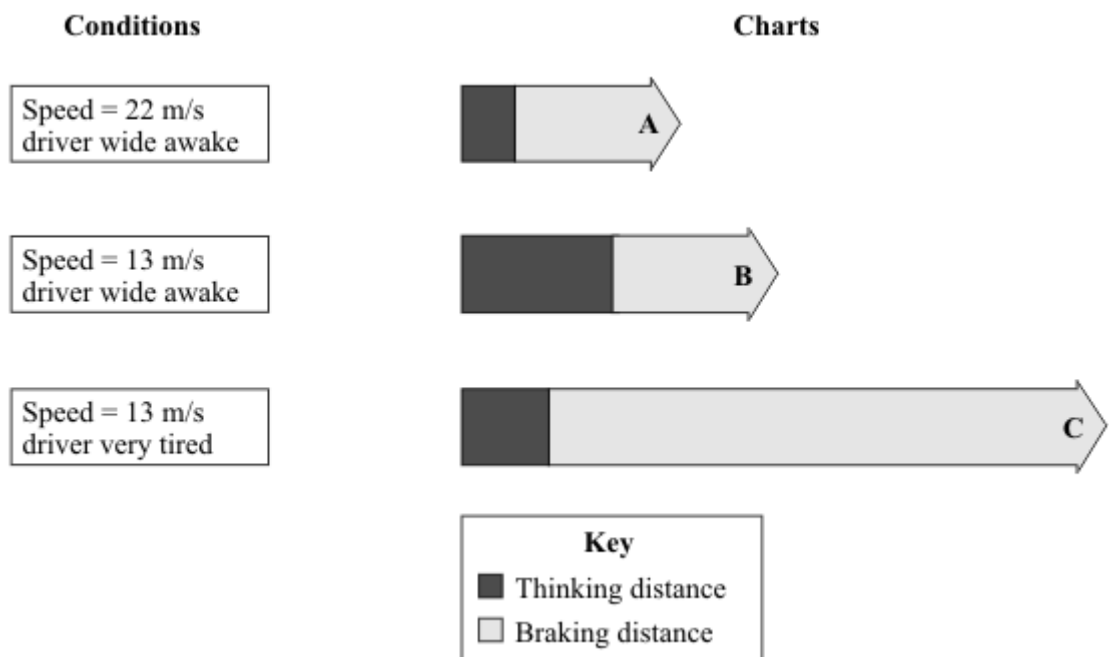 Conditions
Charts
Speed = 22 m/s
driver wide awake
A
Speed = 13 m/s
driver wide awake
B
Speed = 13 m/s
driver very tired
C
Key
Thinking distance
Braking distance